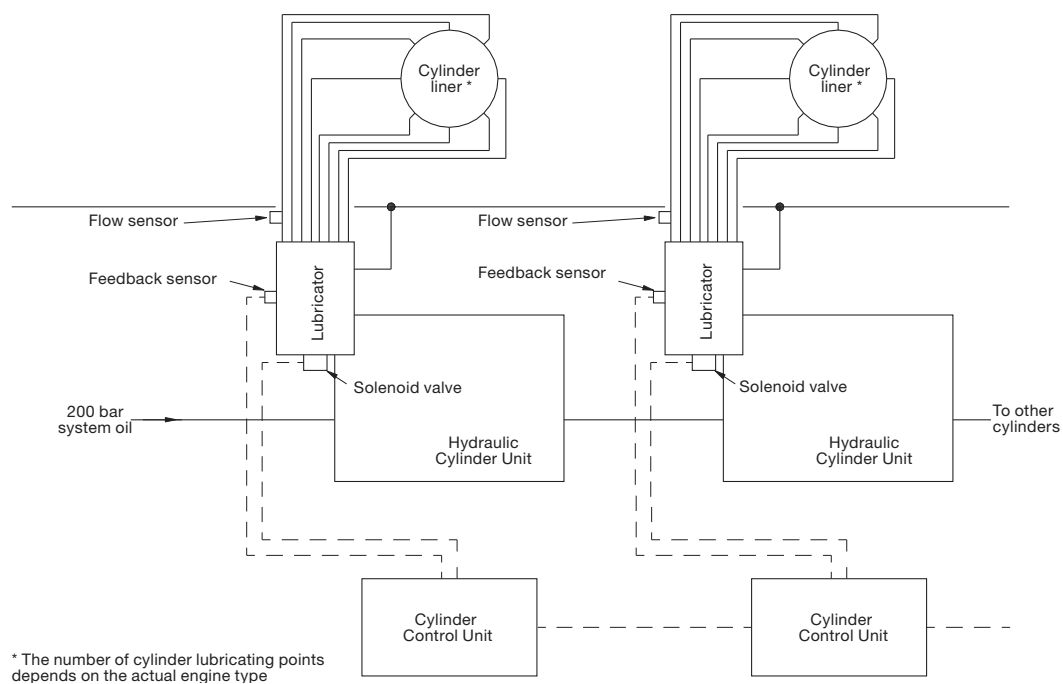 Cylinder
liner *
Cylinder
liner *
Flow sensor
Flow sensor
Feedback sensor
Feedback sensor
Lubricator
Lubricator
Solenoid valve
Solenoid valve
200 bar
system oil
To other
cylinders
Hydraulic
Cylinder Unit
Hydraulic
Cylinder Unit
Cylinder
Control Unit
Cylinder
Control Unit
* The number of cylinder lubricating points
depends on the actual engine type